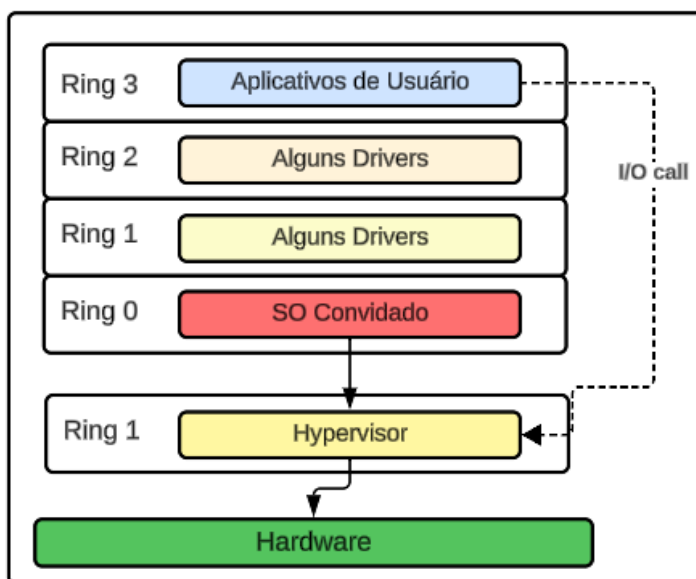 Ring 3
Aplicativos de Usuário
Ring 2
Alguns Drivers
I/O call
Ring 1
Alguns Drivers
Ring 0
SO Convidado
Ring 1
Hypervisor
Hardware